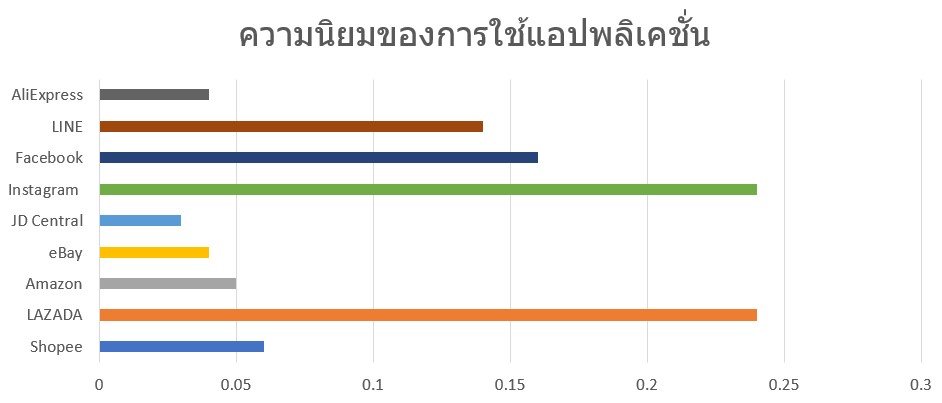 ความนิยมของการใช้แอปพลิเคชั่น
AliExpress
LINE
Facebook
Instagram
JD Central
eBay
Amazon
LAZADA
Shopee
0 0.05 0.1 0.15 0.2 0.25 0.3